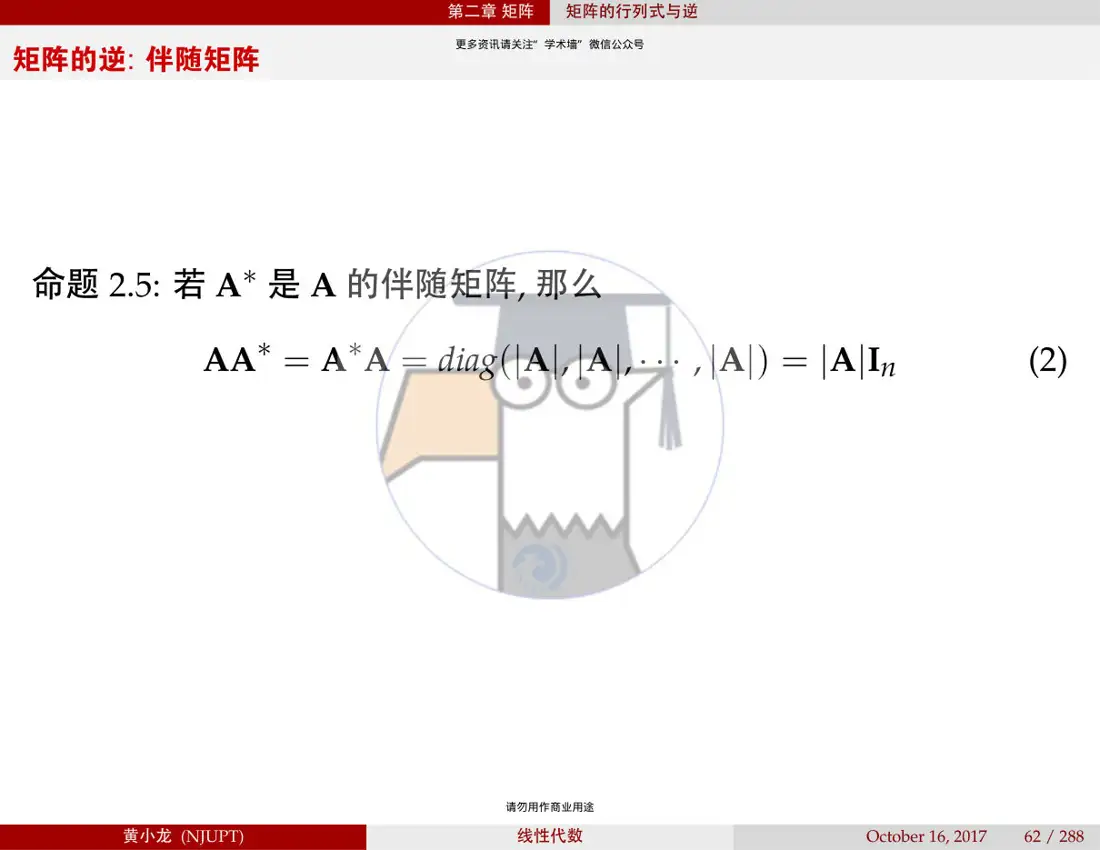 第二章 矩阵 矩阵的行列式与逆
更多资讯请关注“学术墙”微信公众号
矩阵的逆: 伴随矩阵
命题 2.5: 若 A* 是 A 的伴随矩阵, 那么
AA* = A*A = diag(|A|, |A|, ··· , |A|) = |A|Iₙ (2)
请勿用作商业用途
黄小龙 (NJUPT) 线性代数 October 16, 2017 62 / 288